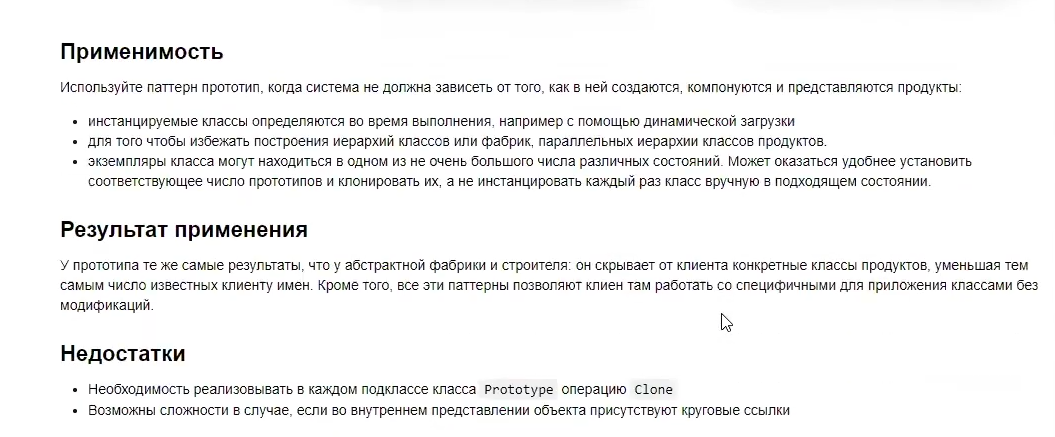 Применимость
Используйте паттерн прототип, когда система не должна зависеть от того, как в ней создаются, компонуются и представляются продукты:
• инстанцируемые классы определяются во время выполнения, например с помощью динамической загрузки
• для того чтобы избежать построения иерархий классов или фабрик, параллельных иерархии классов продуктов.
• экземпляры класса могут находиться в одном из не очень большого числа различных состояний. Может оказаться удобнее установить
соответствующее число прототипов и клонировать их, а не инстанцировать каждый раз класс вручную в подходящем состоянии.
Результат применения
У прототипа те же самые результаты, что у абстрактной фабрики и строителя: он скрывает от клиента конкретные классы продуктов, уменьшая тем
самым число известных клиенту имен. Кроме того, все эти паттерны позволяют клиен там работать со специфичными для приложения классами без
модификаций.
Недостатки
• Необходимость реализовывать в каждом подклассе класса Prototype операцию Clone
• Возможны сложности в случае, если во внутреннем представлении объекта присутствуют круговые ссылки